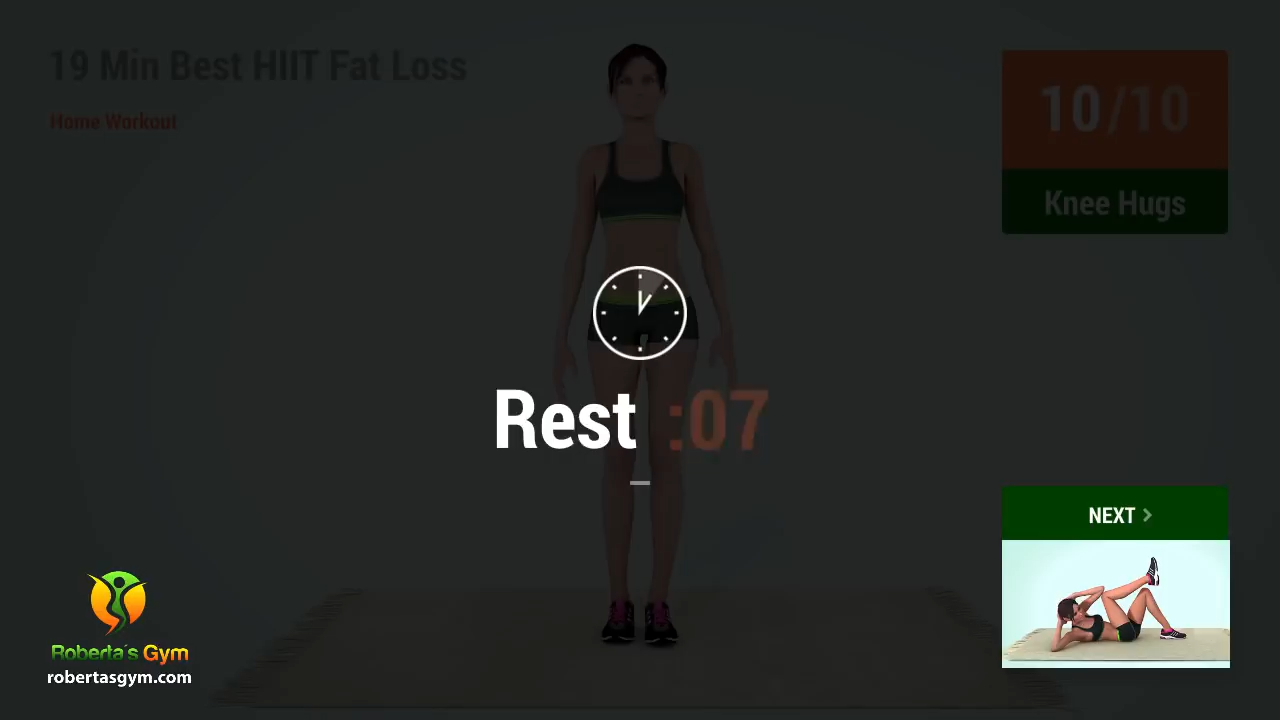 19 Min Best HIIT Fat Loss
Home Workout
10/10
Knee Hugs
Rest :07
NEXT >
Roberta's Gym
robertasgym.com